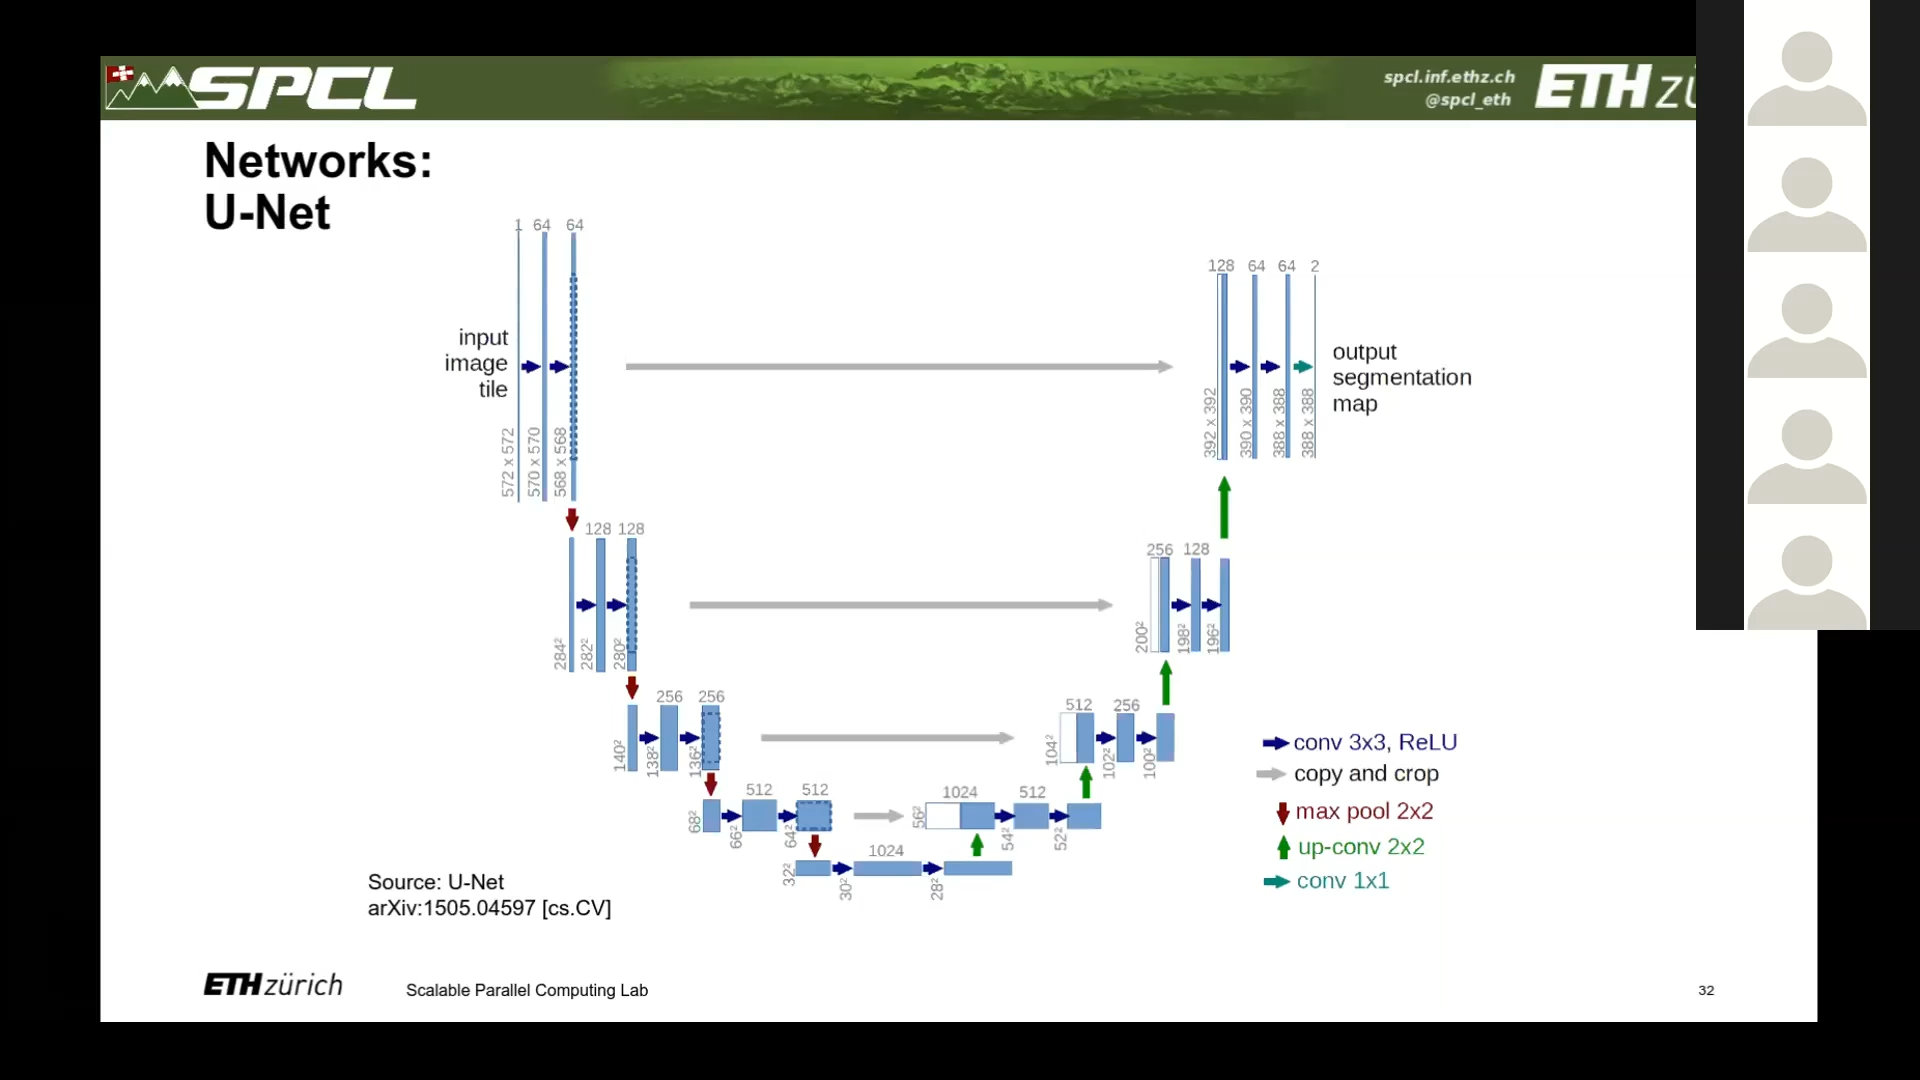 SPCL
spcl.inf.ethz.ch
@spcl_eth
ETH zü
Networks:
U-Net
1 64 64
128 64 64 2
input
image
tile
572 x 572
570 x 570
568 x 568
392 x 392
390 x 390
388 x 388
388 x 388
output
segmentation
map
128 128
284²
282²
280²
256 128
200²
198²
196²
256 256
140²
138²
136²
512 256
104²
102²
100²
512 512
68²
66²
64²
1024 512
56²
54²
52²
1024
32²
30²
28²
conv 3x3, ReLU
copy and crop
max pool 2x2
up-conv 2x2
conv 1x1
Source: U-Net
arXiv:1505.04597 [cs.CV]
ETH zürich
Scalable Parallel Computing Lab
32